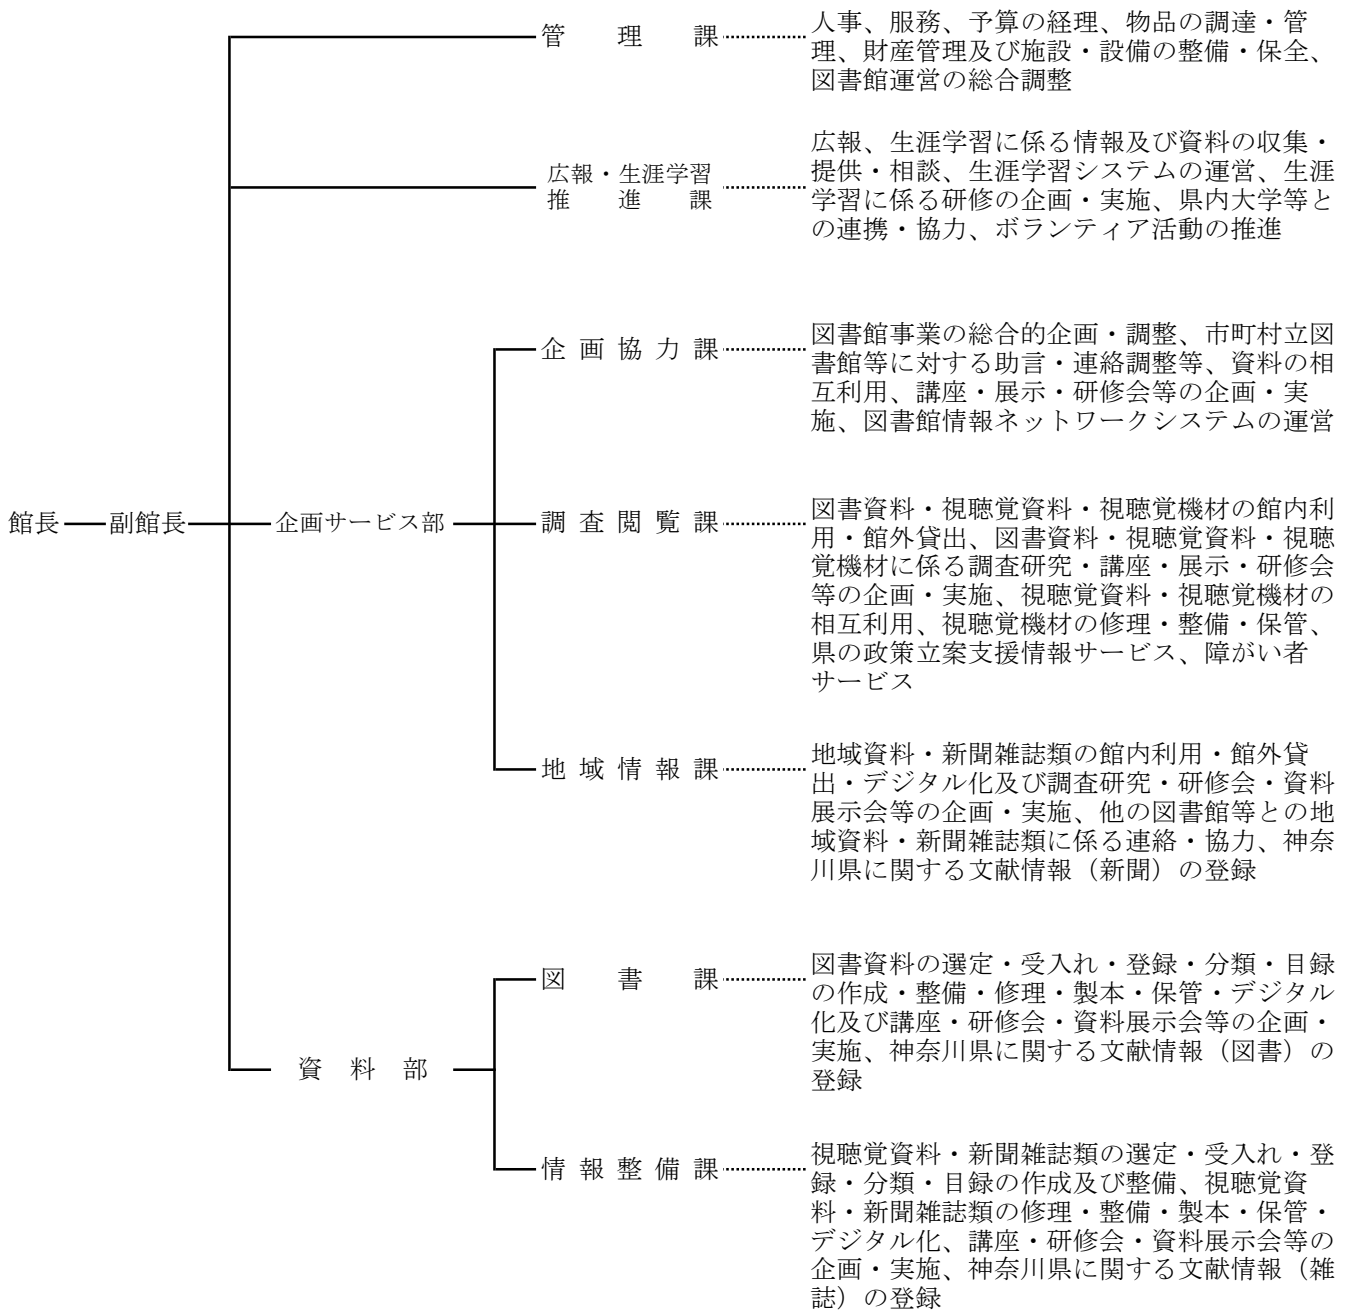 管理課
人事、服務、予算の経理、物品の調達・管
理、財産管理及び施設・設備の整備・保全、
図書館運営の総合調整
広報・生涯学習
推進課
広報、生涯学習に係る情報及び資料の収集・
提供・相談、生涯学習システムの運営、生涯
学習に係る研修の企画・実施、県内大学等と
の連携・協力、ボランティア活動の推進
館長
副館長
企画サービス部
企画協力課
図書館事業の総合的企画・調整、市町村立図
書館等に対する助言・連絡調整等、資料の相
互利用、講座・展示・研修会等の企画・実
施、図書館情報ネットワークシステムの運営
調査閲覧課
図書資料・視聴覚資料・視聴覚機材の館内利
用・館外貸出、図書資料・視聴覚資料・視聴
覚機材に係る調査研究・講座・展示・研修会
等の企画・実施、視聴覚資料・視聴覚機材の
相互利用、視聴覚機材の修理・整備・保管、
県の政策立案支援情報サービス、障がい者
サービス
地域情報課
地域資料・新聞雑誌類の館内利用・館外貸
出・デジタル化及び調査研究・研修会・資料
展示会等の企画・実施、他の図書館等との地
域資料・新聞雑誌類に係る連絡・協力、神奈
川県に関する文献情報（新聞）の登録
資料部
図書課
図書資料の選定・受入れ・登録・分類・目録
の作成・整備・修理・製本・保管・デジタル
化及び講座・研修会・資料展示会等の企画・
実施、神奈川県に関する文献情報（図書）の
登録
情報整備課
視聴覚資料・新聞雑誌類の選定・受入れ・登
録・分類・目録の作成及び整備、視聴覚資
料・新聞雑誌類の修理・整備・製本・保管・
デジタル化、講座・研修会・資料展示会等の
企画・実施、神奈川県に関する文献情報（雑
誌）の登録